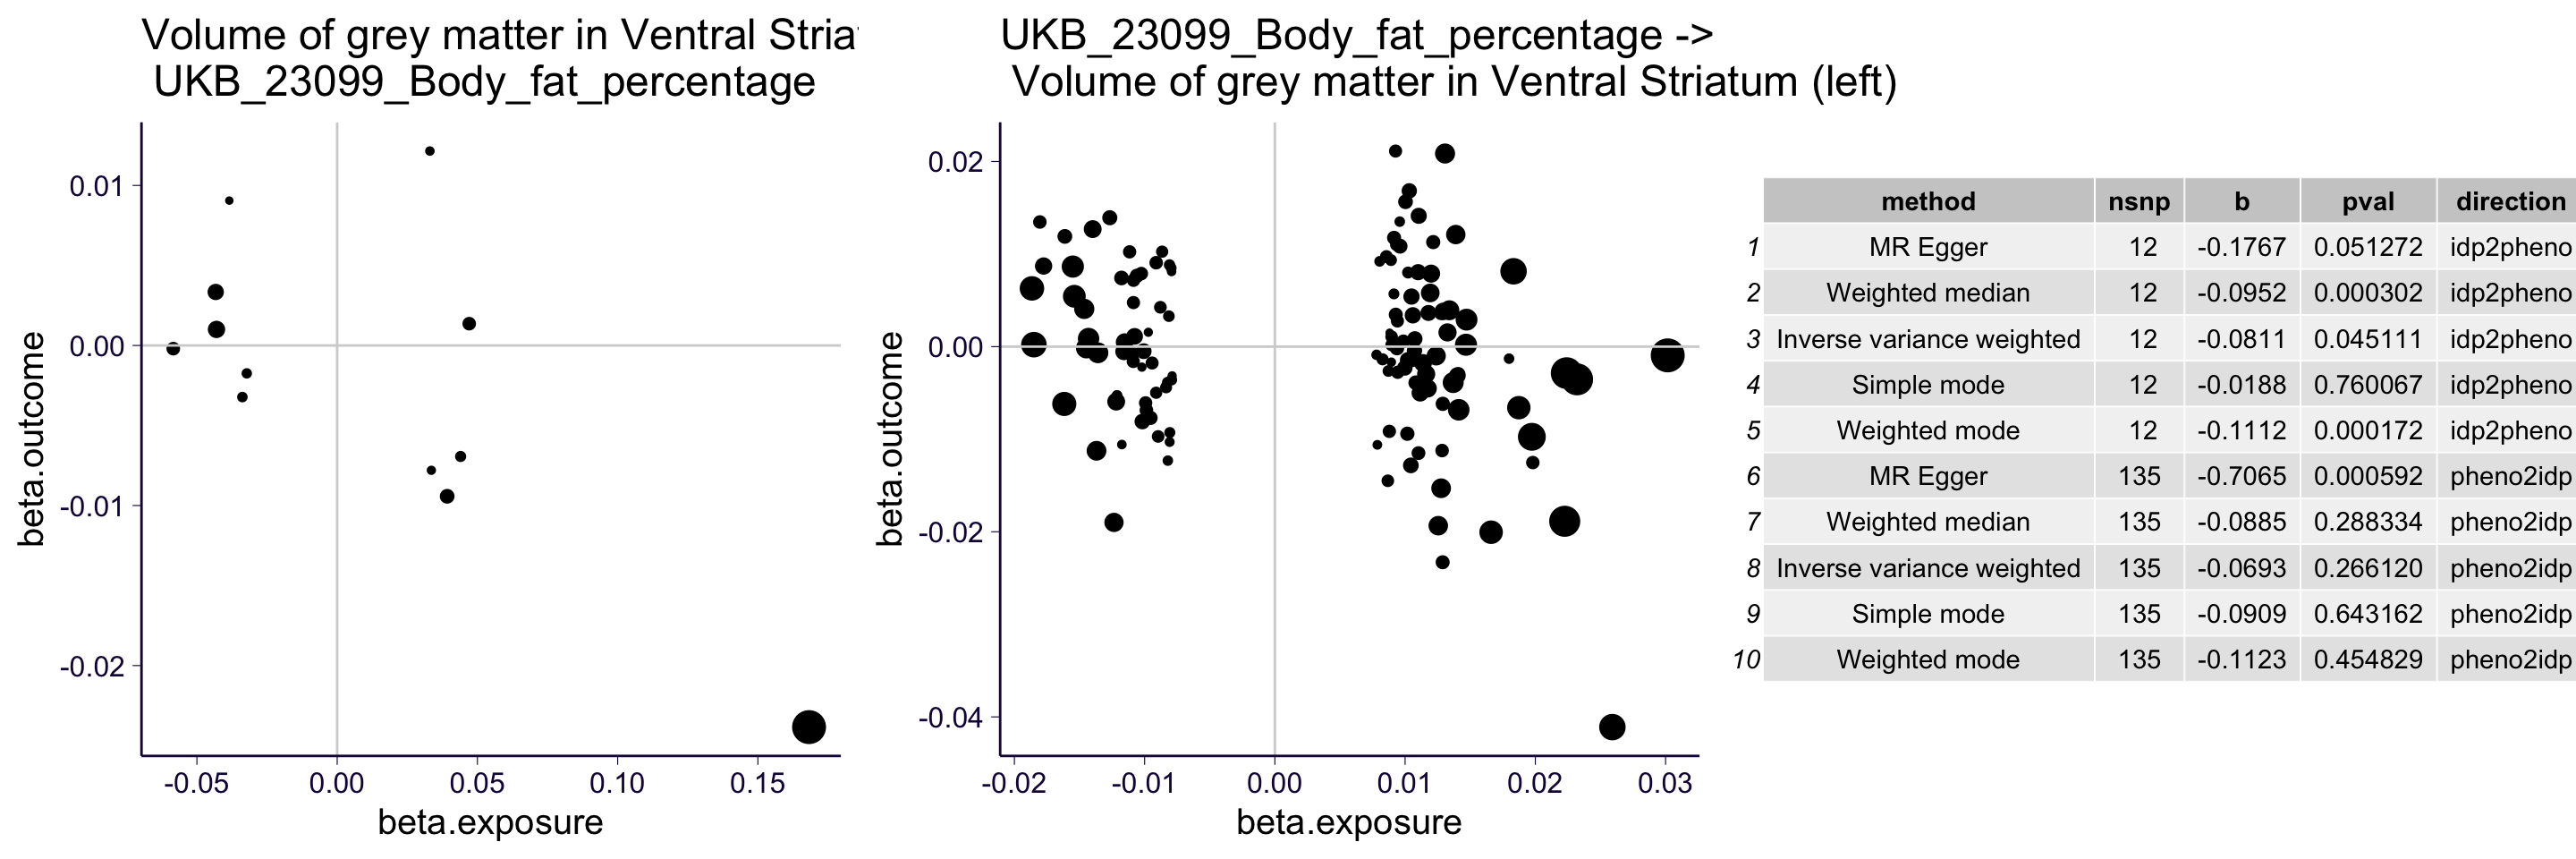 Volume of grey matter in Ventral Stria
UKB_23099_Body_fat_percentage
0.01
0.00
-0.01
-0.02
beta.outcome
-0.05 0.00 0.05 0.10 0.15
beta.exposure
UKB_23099_Body_fat_percentage ->
Volume of grey matter in Ventral Striatum (left)
0.02
0.00
-0.02
-0.04
beta.outcome
-0.02 -0.01 0.00 0.01 0.02 0.03
beta.exposure
method nsnp b pval direction
1 MR Egger 12 -0.1767 0.051272 idp2pheno
2 Weighted median 12 -0.0952 0.000302 idp2pheno
3 Inverse variance weighted 12 -0.0811 0.045111 idp2pheno
4 Simple mode 12 -0.0188 0.760067 idp2pheno
5 Weighted mode 12 -0.1112 0.000172 idp2pheno
6 MR Egger 135 -0.7065 0.000592 pheno2idp
7 Weighted median 135 -0.0885 0.288334 pheno2idp
8 Inverse variance weighted 135 -0.0693 0.266120 pheno2idp
9 Simple mode 135 -0.0909 0.643162 pheno2idp
10 Weighted mode 135 -0.1123 0.454829 pheno2idp